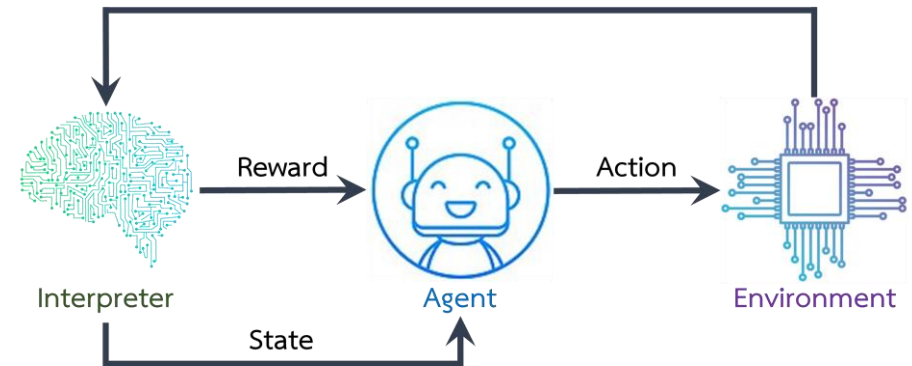 Reward
Action
Interpreter
Agent
Environment
State